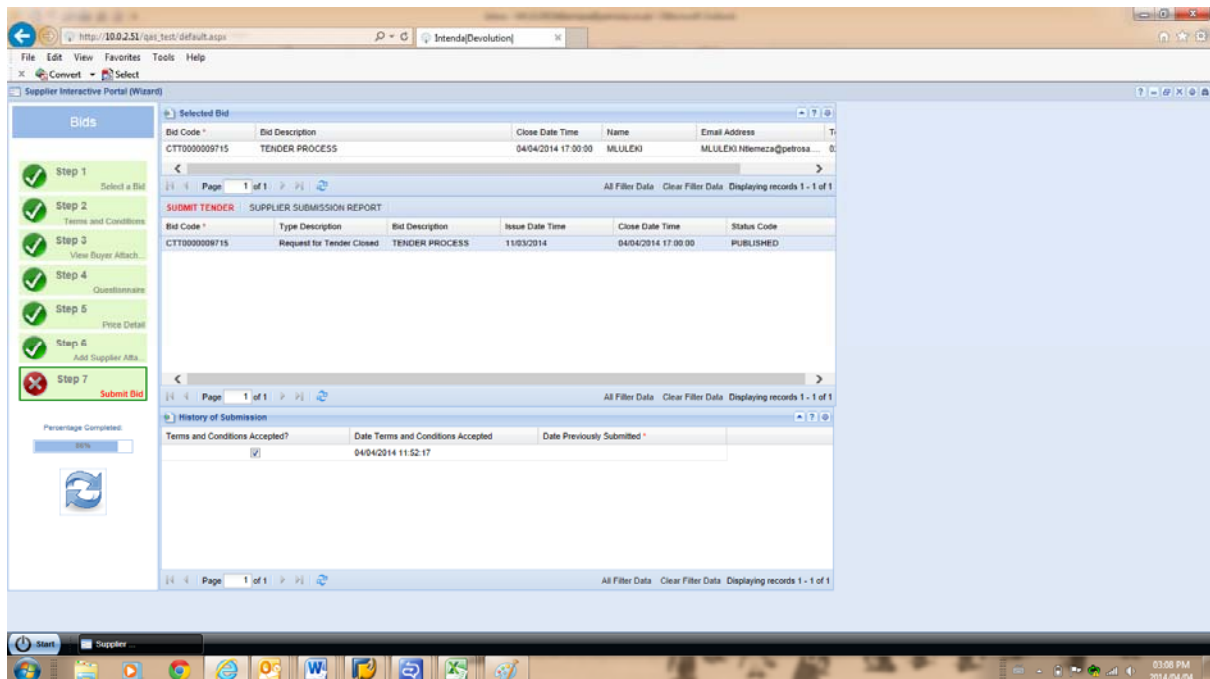 http://10.0.2.51/qas_test/default.aspx
Intenda|Devolution|
File Edit View Favorites Tools Help
Convert Select
Supplier Interactive Portal (Wizard)
Bids
Selected Bid
Bid Code * Bid Description Close Date Time Name Email Address
CTT0000009715 TENDER PROCESS 04/04/2014 17:00:00 MLULEKI MLULEKI.Ntlemeza@petrosa....
Page 1 of 1 All Filter Data Clear Filter Data Displaying records 1 - 1 of 1
Step 1
Select a Bid
Step 2
Terms and Conditions
Step 3
View Buyer Attach...
Step 4
Questionnaire
Step 5
Price Detail
Step 6
Add Supplier Atta...
Step 7
Submit Bid
Percentage Completed:
86%
SUBMIT TENDER SUPPLIER SUBMISSION REPORT
Bid Code * Type Description Bid Description Issue Date Time Close Date Time Status Code
CTT0000009715 Request for Tender Closed TENDER PROCESS 11/03/2014 04/04/2014 17:00:00 PUBLISHED
Page 1 of 1 All Filter Data Clear Filter Data Displaying records 1 - 1 of 1
History of Submission
Terms and Conditions Accepted? Date Terms and Conditions Accepted Date Previously Submitted *
04/04/2014 11:52:17
Page 1 of 1 All Filter Data Clear Filter Data Displaying records 1 - 1 of 1
Start Supplier ...
03:08 PM
2014/04/04